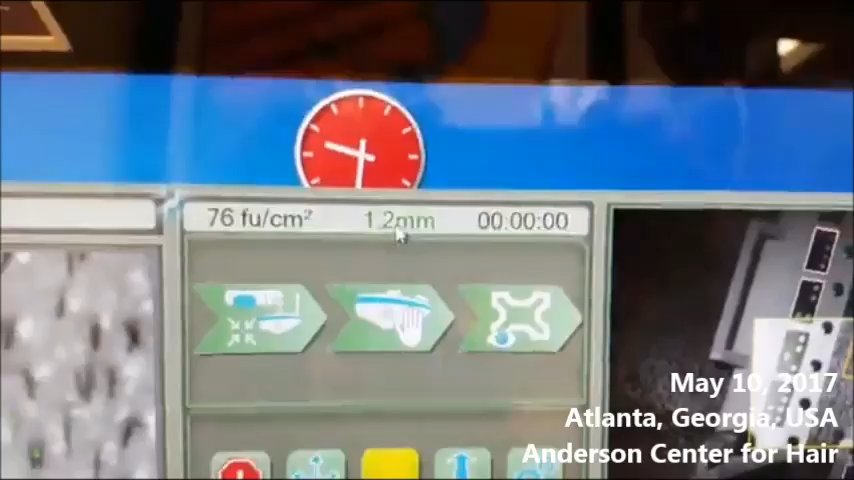 76 fu/cm² 1.2mm 00:00:00
May 10, 2017
Atlanta, Georgia, USA
Anderson Center for Hair